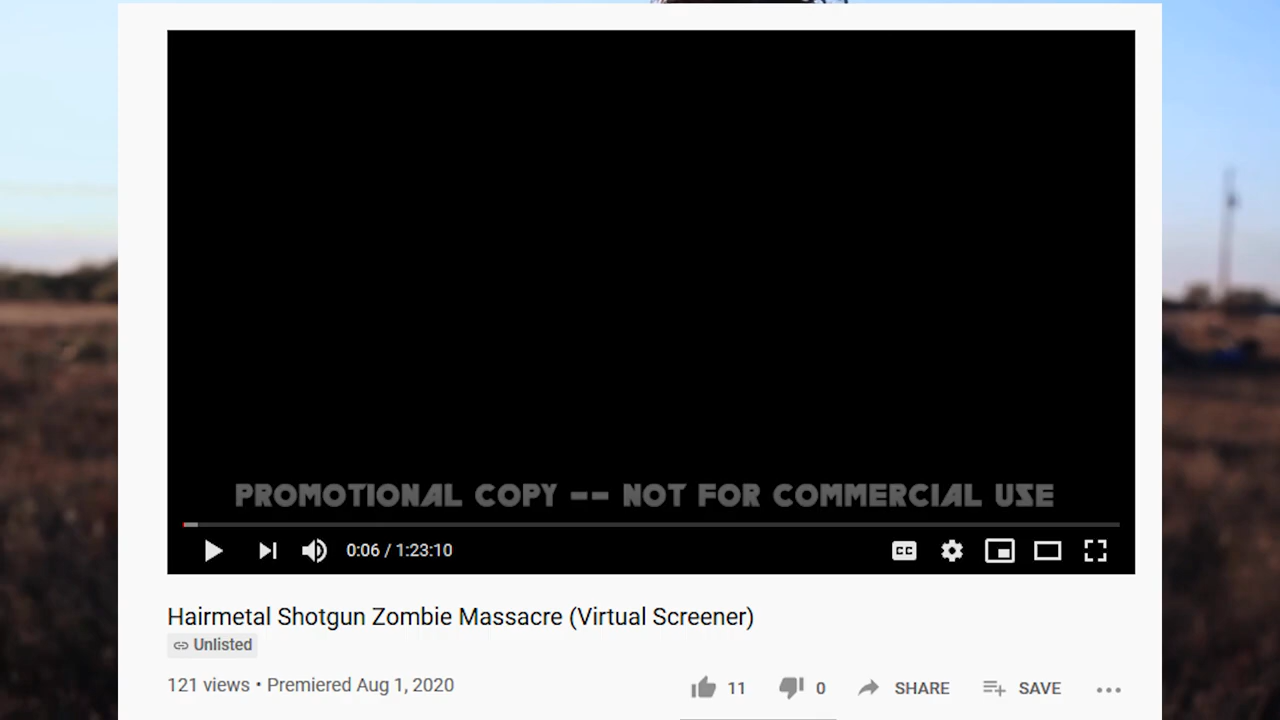 PROMOTIONAL COPY -- NOT FOR COMMERCIAL USE
0:06 / 1:23:10
CC
Hairmetal Shotgun Zombie Massacre (Virtual Screener)
Unlisted
121 views • Premiered Aug 1, 2020
11
0
SHARE
SAVE